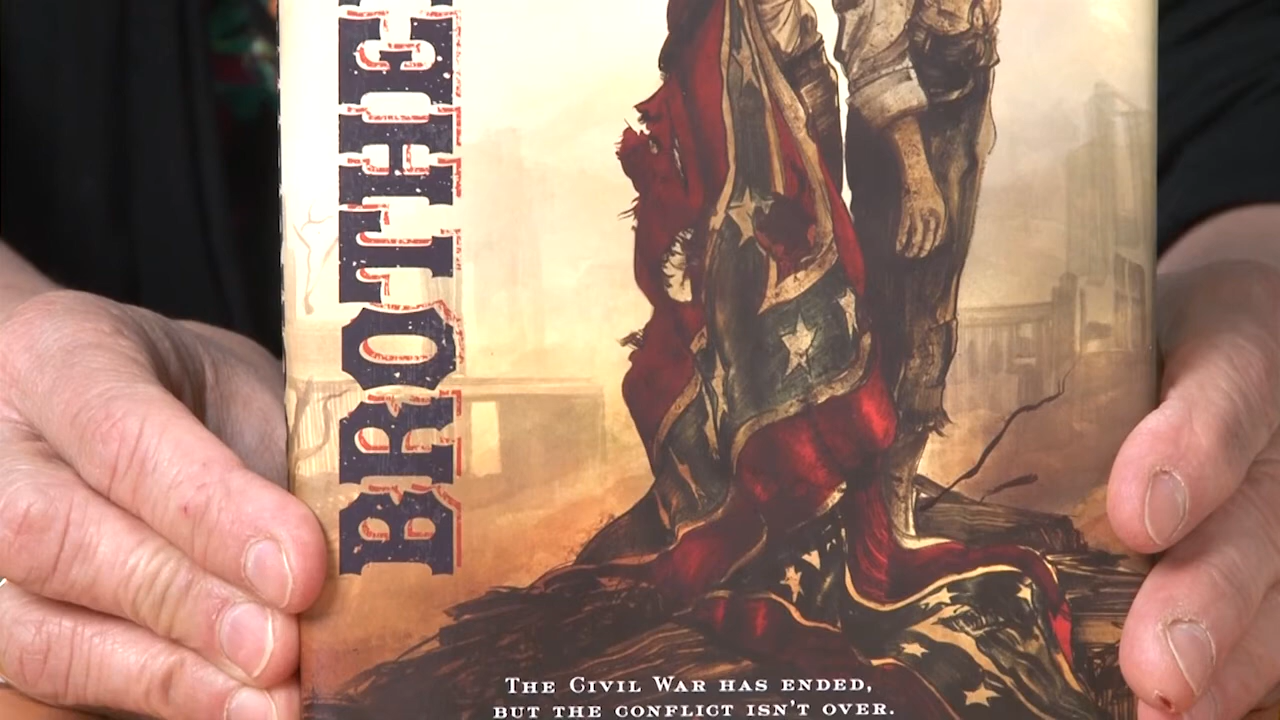 BROTHE
THE CIVIL WAR HAS ENDED,
BUT THE CONFLICT ISN'T OVER.